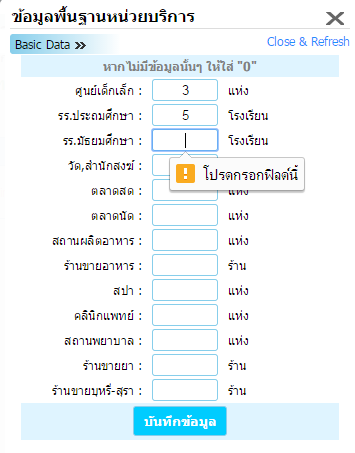 ข้อมูลพื้นฐานหน่วยบริการ
Basic Data »
Close & Refresh
หากไม่มีข้อมูลนั้นๆ ให้ใส่ "0"
ศูนย์เด็กเล็ก : 3 แห่ง
รร.ประถมศึกษา : 5 โรงเรียน
รร.มัธยมศึกษา : โรงเรียน
วัด,สำนักสงฆ์ :
โปรดกรอกฟิลด์นี้
ตลาดสด : แห่ง
ตลาดนัด : แห่ง
สถานผลิตอาหาร : แห่ง
ร้านขายอาหาร : ร้าน
สปา : แห่ง
คลินิกแพทย์ : แห่ง
สถานพยาบาล : แห่ง
ร้านขายยา : ร้าน
ร้านขายบุหรี่-สุรา : ร้าน
บันทึกข้อมูล